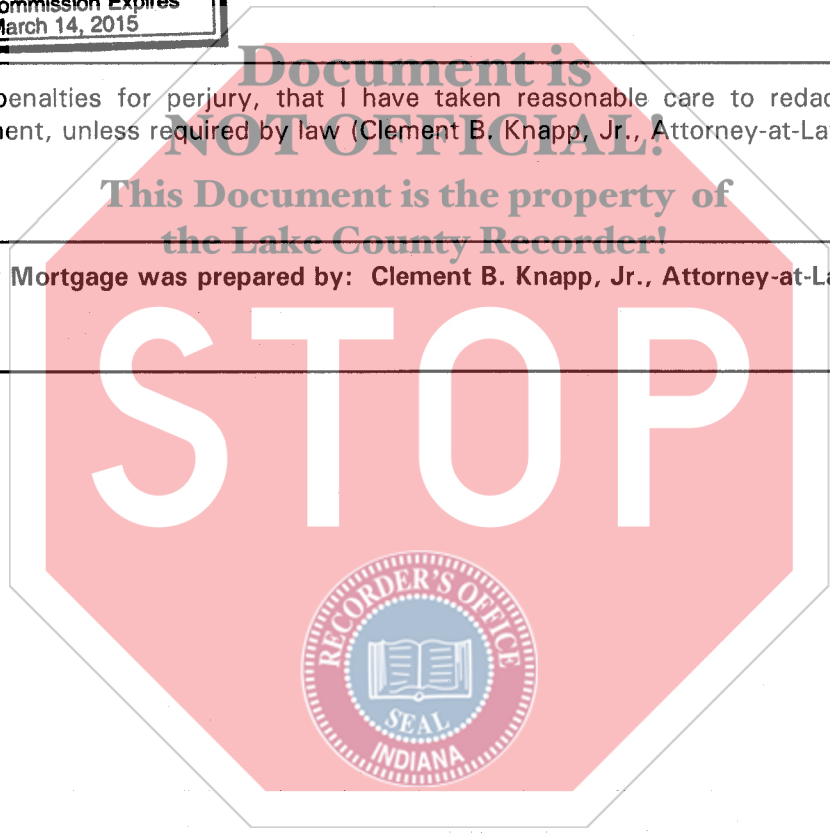 ommission Expires
March 14, 2015
Document is
penalties for perjury, that I have taken reasonable care to redac
ent, unless required by law (Clement B. Knapp, Jr., Attorney-at-La
NOT OFFICIAL!
This Document is the property of
the Lake County Recorder!
Mortgage was prepared by: Clement B. Knapp, Jr., Attorney-at-La
STOP
RECORDER'S OFFICE
SEAL
INDIANA